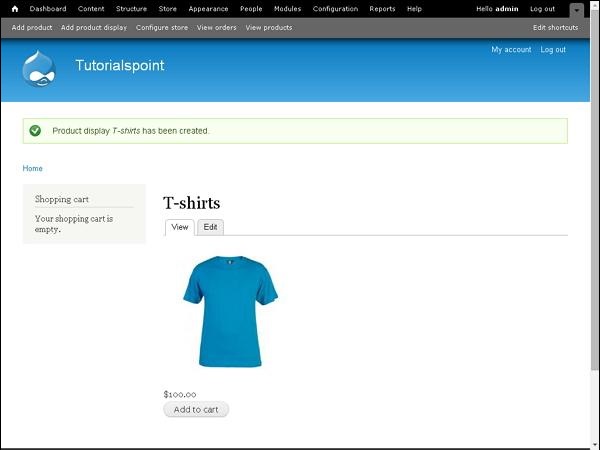 Dashboard Content Structure Store Appearance People Modules Configuration Reports Help Hello admin Log out
Add product Add product display Configure store View orders View products Edit shortcuts
My account Log out
Tutorialspoint
Product display T-shirts has been created.
Home
Shopping cart
Your shopping cart is
empty.
T-shirts
View Edit
$100.00
Add to cart